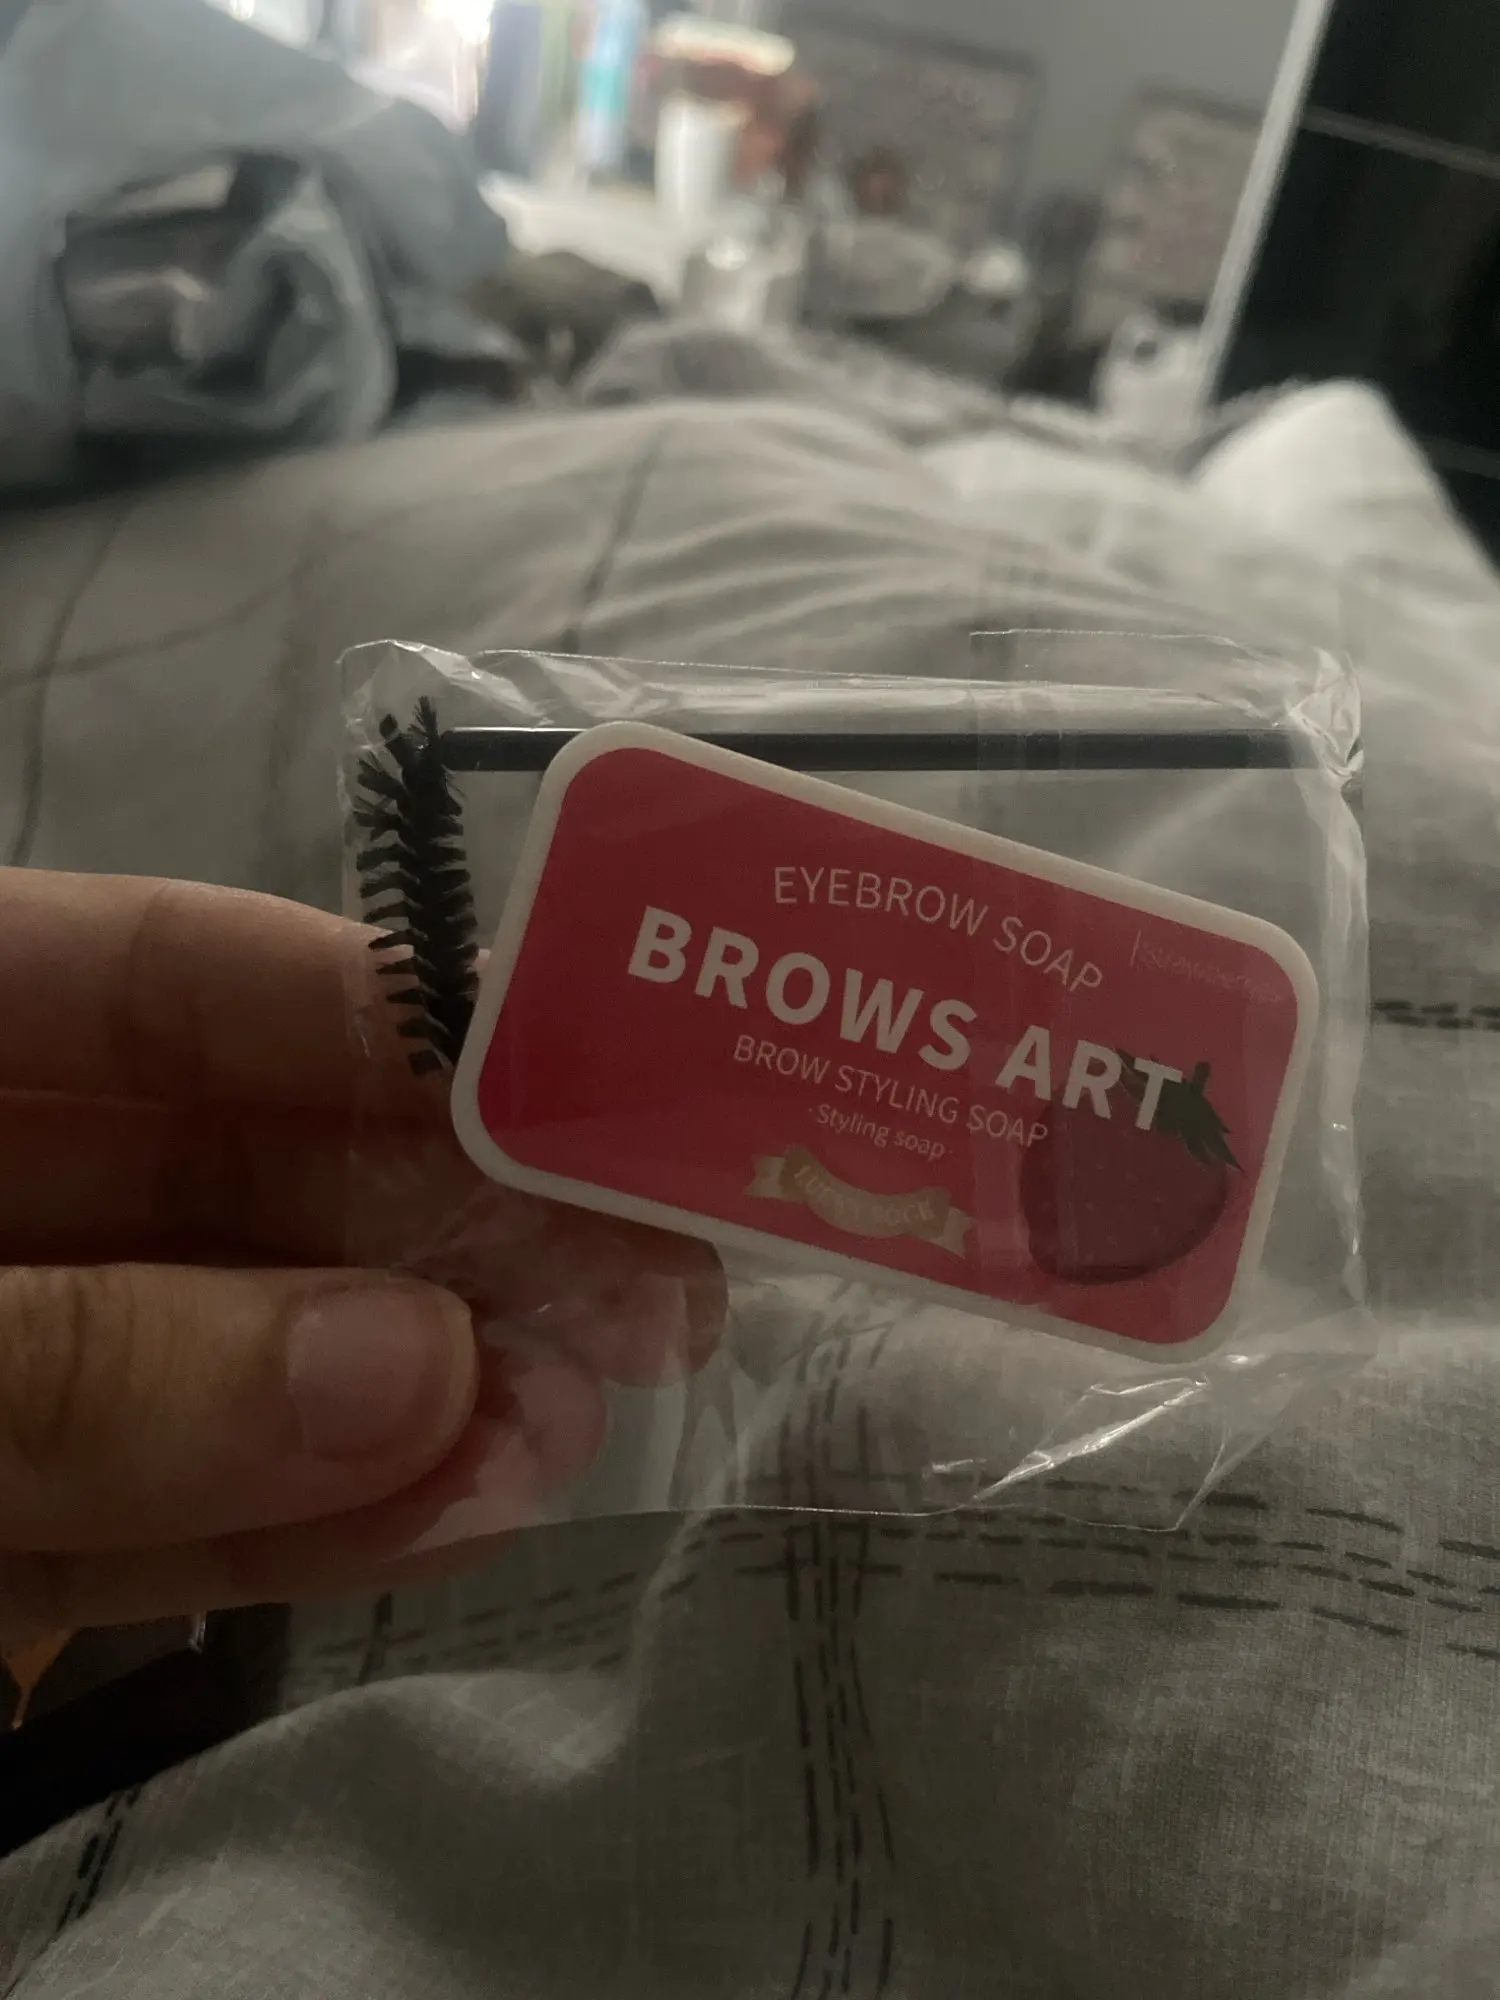 EYEBROW SOAP
BROWS ART
BROW STYLING SOAP
·Styling soap·